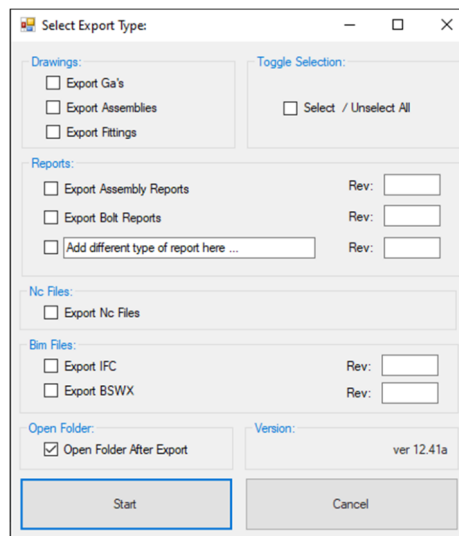 Select Export Type:
Drawings:
Export Ga's
Export Assemblies
Export Fittings
Toggle Selection:
Select / Unselect All
Reports:
Export Assembly Reports
Rev:
Export Bolt Reports
Rev:
Add different type of report here ...
Rev:
Nc Files:
Export Nc Files
Bim Files:
Export IFC
Rev:
Export BSWX
Rev:
Open Folder:
Open Folder After Export
Version:
ver 12.41a
Start
Cancel